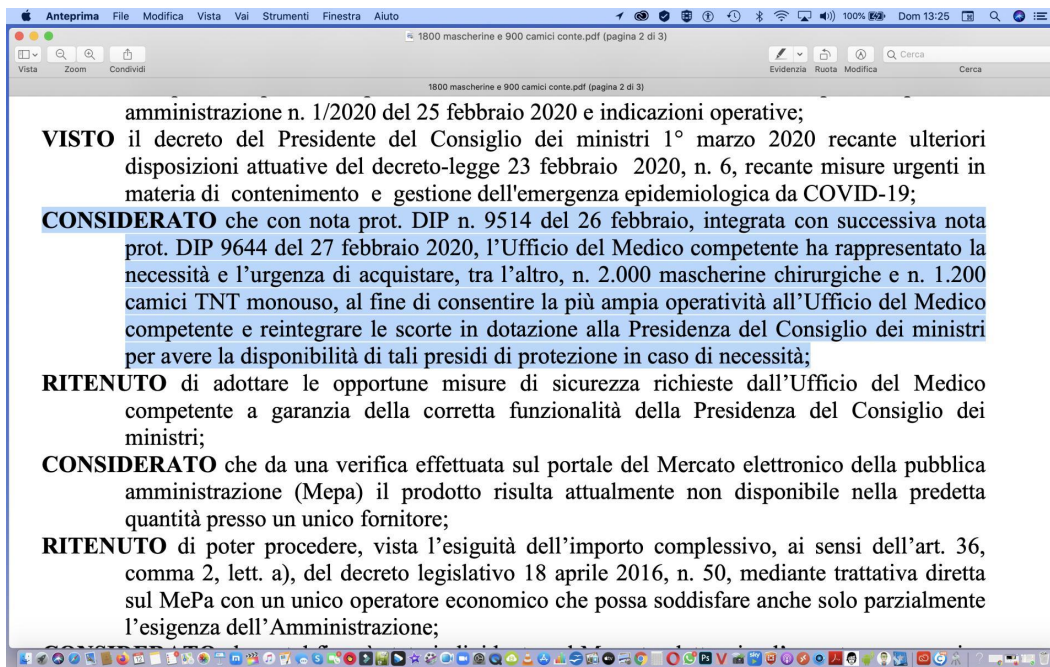 Anteprima File Modifica Vista Vai Strumenti Finestra Aiuto 100% Dom 13:25
1800 mascherine e 900 camici conte.pdf (pagina 2 di 3)
Cerca
Vista Zoom Condividi Evidenzia Ruota Modifica Cerca
1800 mascherine e 900 camici conte.pdf (pagina 2 di 3)
amministrazione n. 1/2020 del 25 febbraio 2020 e indicazioni operative;
VISTO il decreto del Presidente del Consiglio dei ministri 1° marzo 2020 recante ulteriori
disposizioni attuative del decreto-legge 23 febbraio 2020, n. 6, recante misure urgenti in
materia di contenimento e gestione dell'emergenza epidemiologica da COVID-19;
CONSIDERATO che con nota prot. DIP n. 9514 del 26 febbraio, integrata con successiva nota
prot. DIP 9644 del 27 febbraio 2020, l’Ufficio del Medico competente ha rappresentato la
necessità e l’urgenza di acquistare, tra l’altro, n. 2.000 mascherine chirurgiche e n. 1.200
camici TNT monouso, al fine di consentire la più ampia operatività all’Ufficio del Medico
competente e reintegrare le scorte in dotazione alla Presidenza del Consiglio dei ministri
per avere la disponibilità di tali presidi di protezione in caso di necessità;
RITENUTO di adottare le opportune misure di sicurezza richieste dall’Ufficio del Medico
competente a garanzia della corretta funzionalità della Presidenza del Consiglio dei
ministri;
CONSIDERATO che da una verifica effettuata sul portale del Mercato elettronico della pubblica
amministrazione (Mepa) il prodotto risulta attualmente non disponibile nella predetta
quantità presso un unico fornitore;
RITENUTO di poter procedere, vista l’esiguità dell’importo complessivo, ai sensi dell’art. 36,
comma 2, lett. a), del decreto legislativo 18 aprile 2016, n. 50, mediante trattativa diretta
sul MePa con un unico operatore economico che possa soddisfare anche solo parzialmente
l’esigenza dell’Amministrazione;